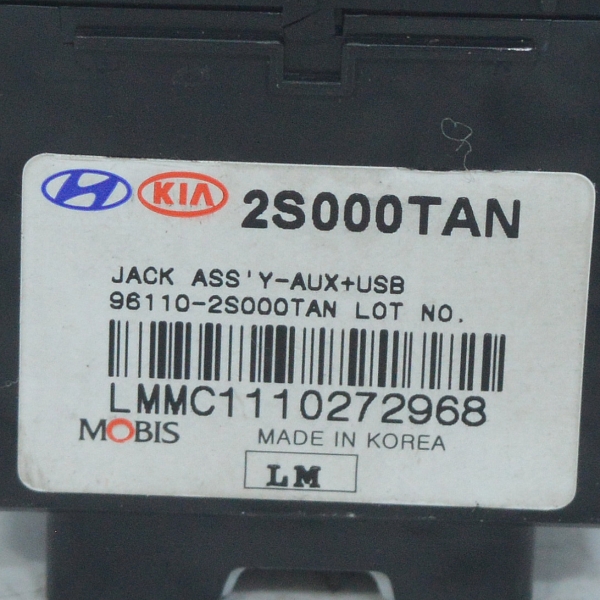 H KIA 2S000TAN
JACK ASS'Y-AUX+USB
96110-2S000TAN LOT NO.
LMMC1110272968
MOBIS MADE IN KOREA
LM